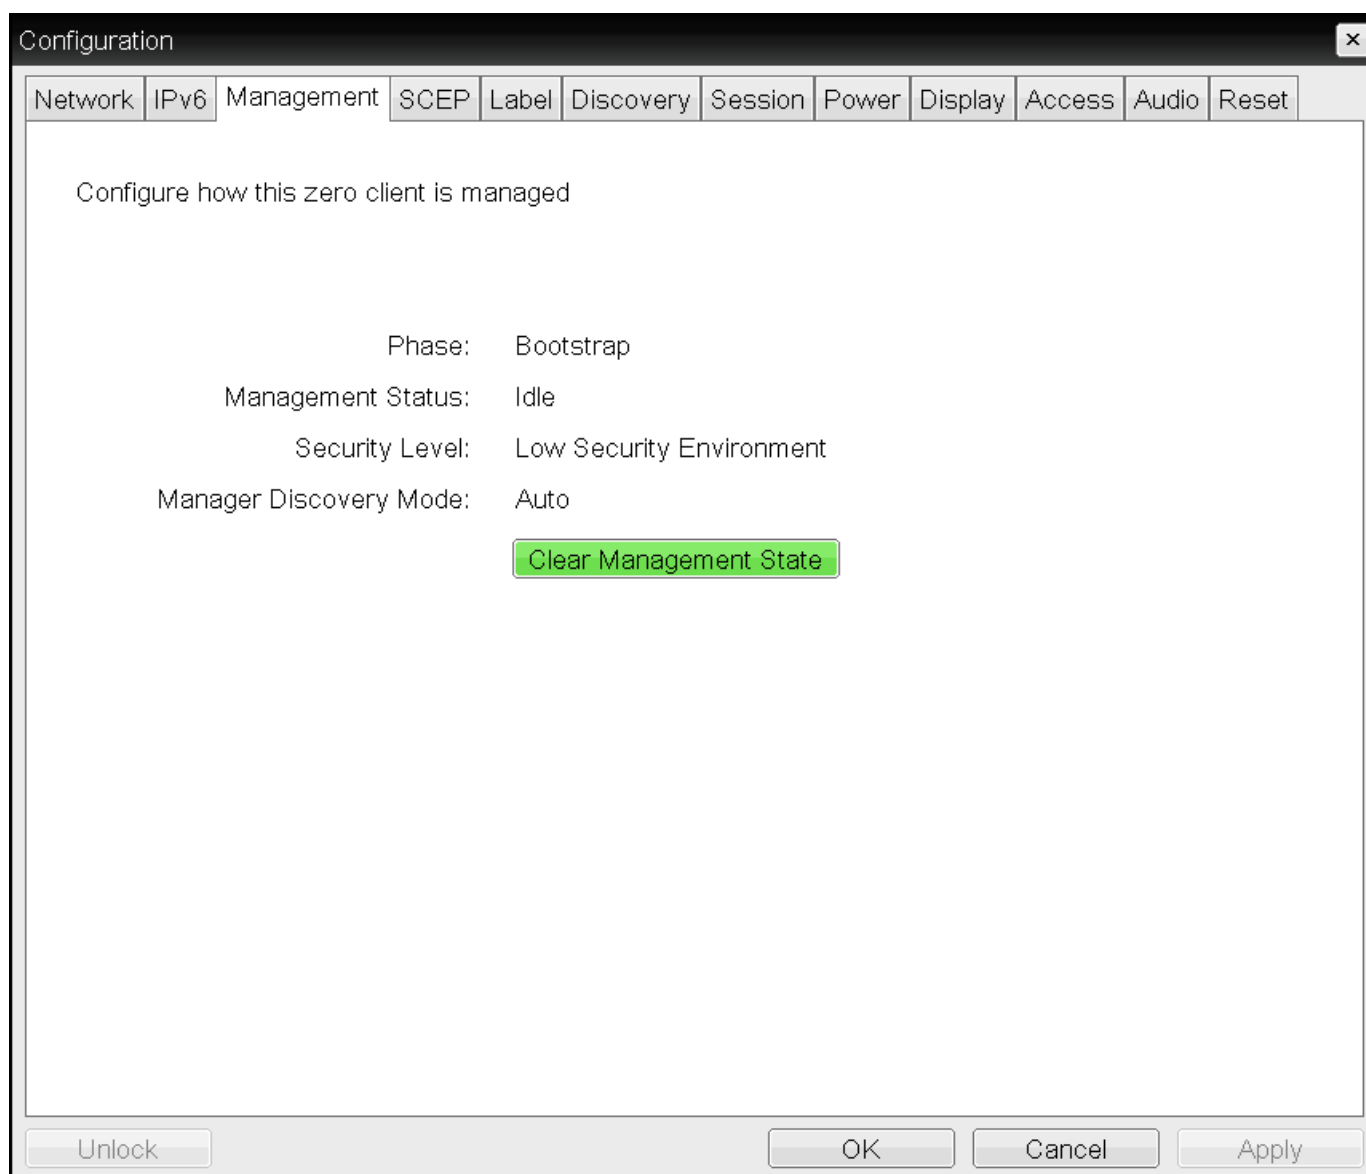 Configuration
Network IPv6 Management SCEP Label Discovery Session Power Display Access Audio Reset
Configure how this zero client is managed
Phase: Bootstrap
Management Status: Idle
Security Level: Low Security Environment
Manager Discovery Mode: Auto
Clear Management State
Unlock OK Cancel Apply